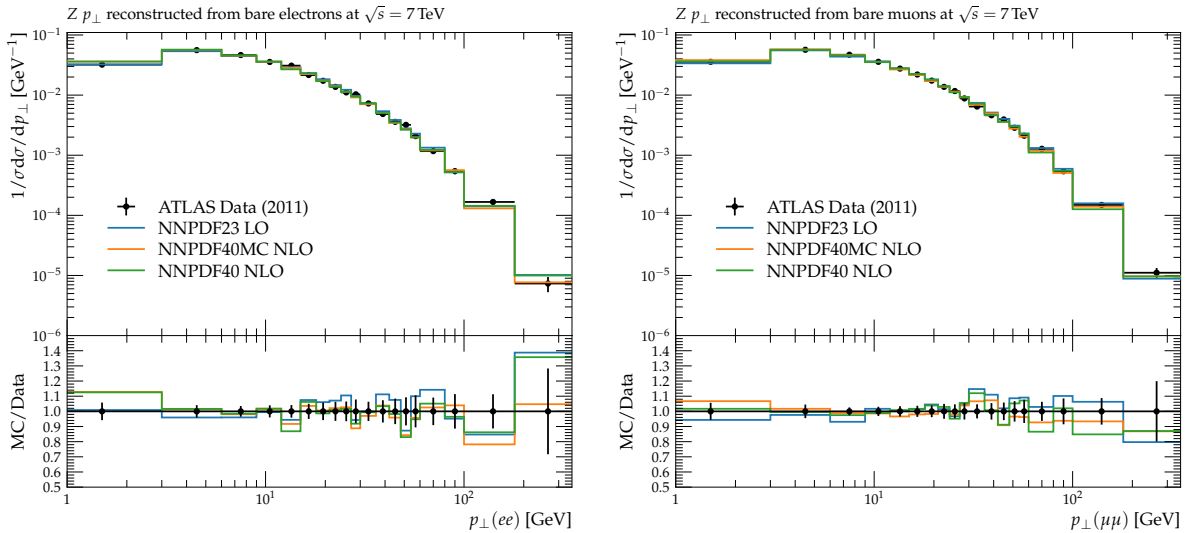 Z p⊥ reconstructed from bare electrons at √s = 7 TeV
1/σdσ/dp⊥ [GeV⁻¹]
10⁻¹
10⁻²
10⁻³
10⁻⁴
10⁻⁵
10⁻⁶
ATLAS Data (2011)
NNPDF23 LO
NNPDF40MC NLO
NNPDF40 NLO
MC/Data
1.4
1.3
1.2
1.1
1.0
0.9
0.8
0.7
0.6
0.5
1
10¹
10²
p⊥(ee) [GeV]
Z p⊥ reconstructed from bare muons at √s = 7 TeV
1/σdσ/dp⊥ [GeV⁻¹]
10⁻¹
10⁻²
10⁻³
10⁻⁴
10⁻⁵
10⁻⁶
ATLAS Data (2011)
NNPDF23 LO
NNPDF40MC NLO
NNPDF40 NLO
MC/Data
1.4
1.3
1.2
1.1
1.0
0.9
0.8
0.7
0.6
0.5
1
10¹
10²
p⊥(μμ) [GeV]